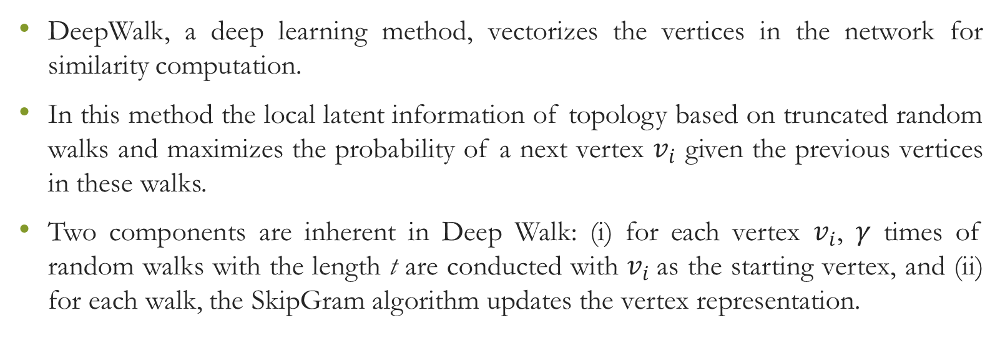 • DeepWalk, a deep learning method, vectorizes the vertices in the network for
similarity computation.
• In this method the local latent information of topology based on truncated random
walks and maximizes the probability of a next vertex 𝒗ᵢ given the previous vertices
in these walks.
• Two components are inherent in Deep Walk: (i) for each vertex 𝒗ᵢ, 𝜸 times of
random walks with the length t are conducted with 𝒗ᵢ as the starting vertex, and (ii)
for each walk, the SkipGram algorithm updates the vertex representation.